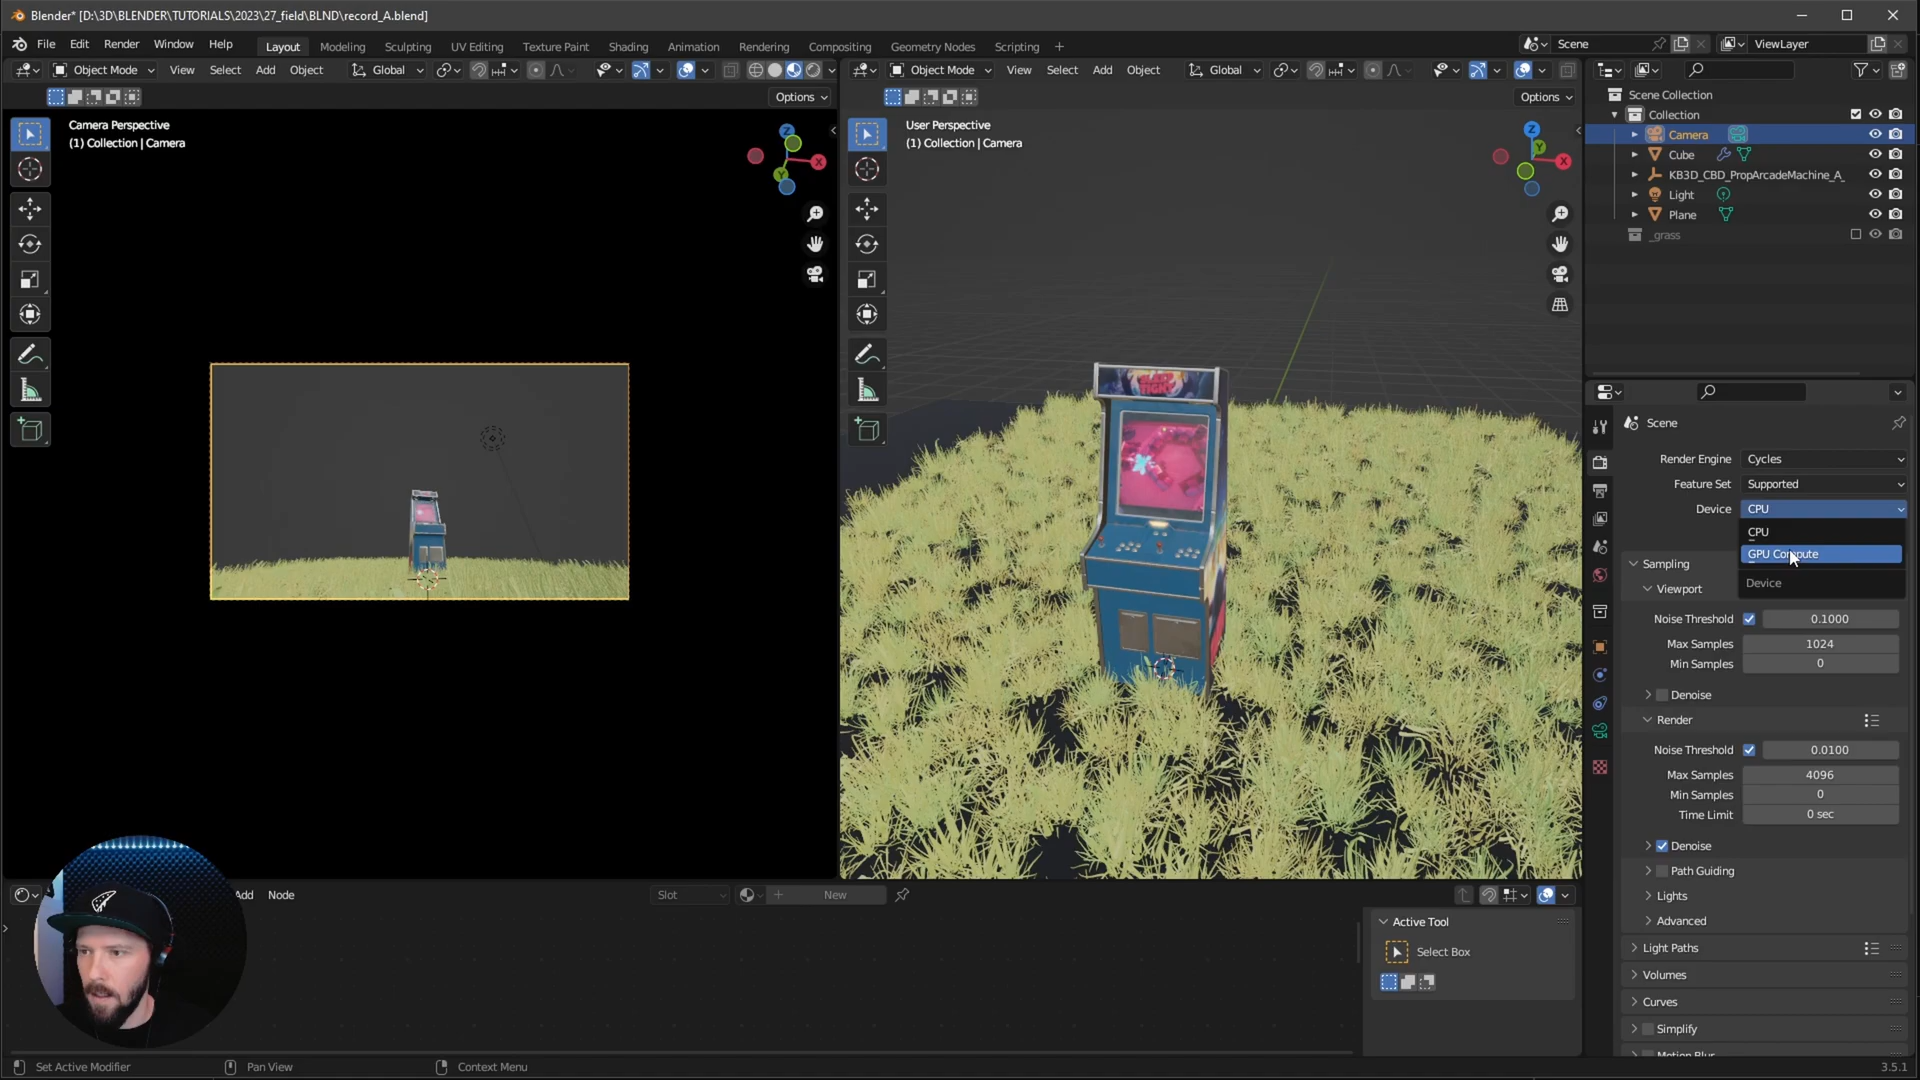 Blender* [D:\3D\BLENDER\TUTORIALS\2023\27_field\BLND\record_A.blend]
File Edit Render Window Help Layout Modeling Sculpting UV Editing Texture Paint Shading Animation Rendering Compositing Geometry Nodes Scripting + Scene ViewLayer
Object Mode View Select Add Object Global Object Mode View Select Add Object Global
Options Options
Camera Perspective
(1) Collection | Camera
User Perspective
(1) Collection | Camera
Z
X
Y
Z
X
Y
Scene Collection
Collection
Camera
Cube
KB3D_CBD_PropArcadeMachine_A_
Light
Plane
_grass
Scene
Render Engine Cycles
Feature Set Supported
Device CPU
CPU
GPU Compute
Device
Sampling
Viewport
Noise Threshold 0.1000
Max Samples 1024
Min Samples 0
Denoise
Render
Noise Threshold 0.0100
Max Samples 4096
Min Samples 0
Time Limit 0 sec
Denoise
Path Guiding
Lights
Advanced
Light Paths
Volumes
Curves
Simplify
Motion Blur
Add Node Slot New
Active Tool
Select Box
Set Active Modifier Pan View Context Menu 3.5.1